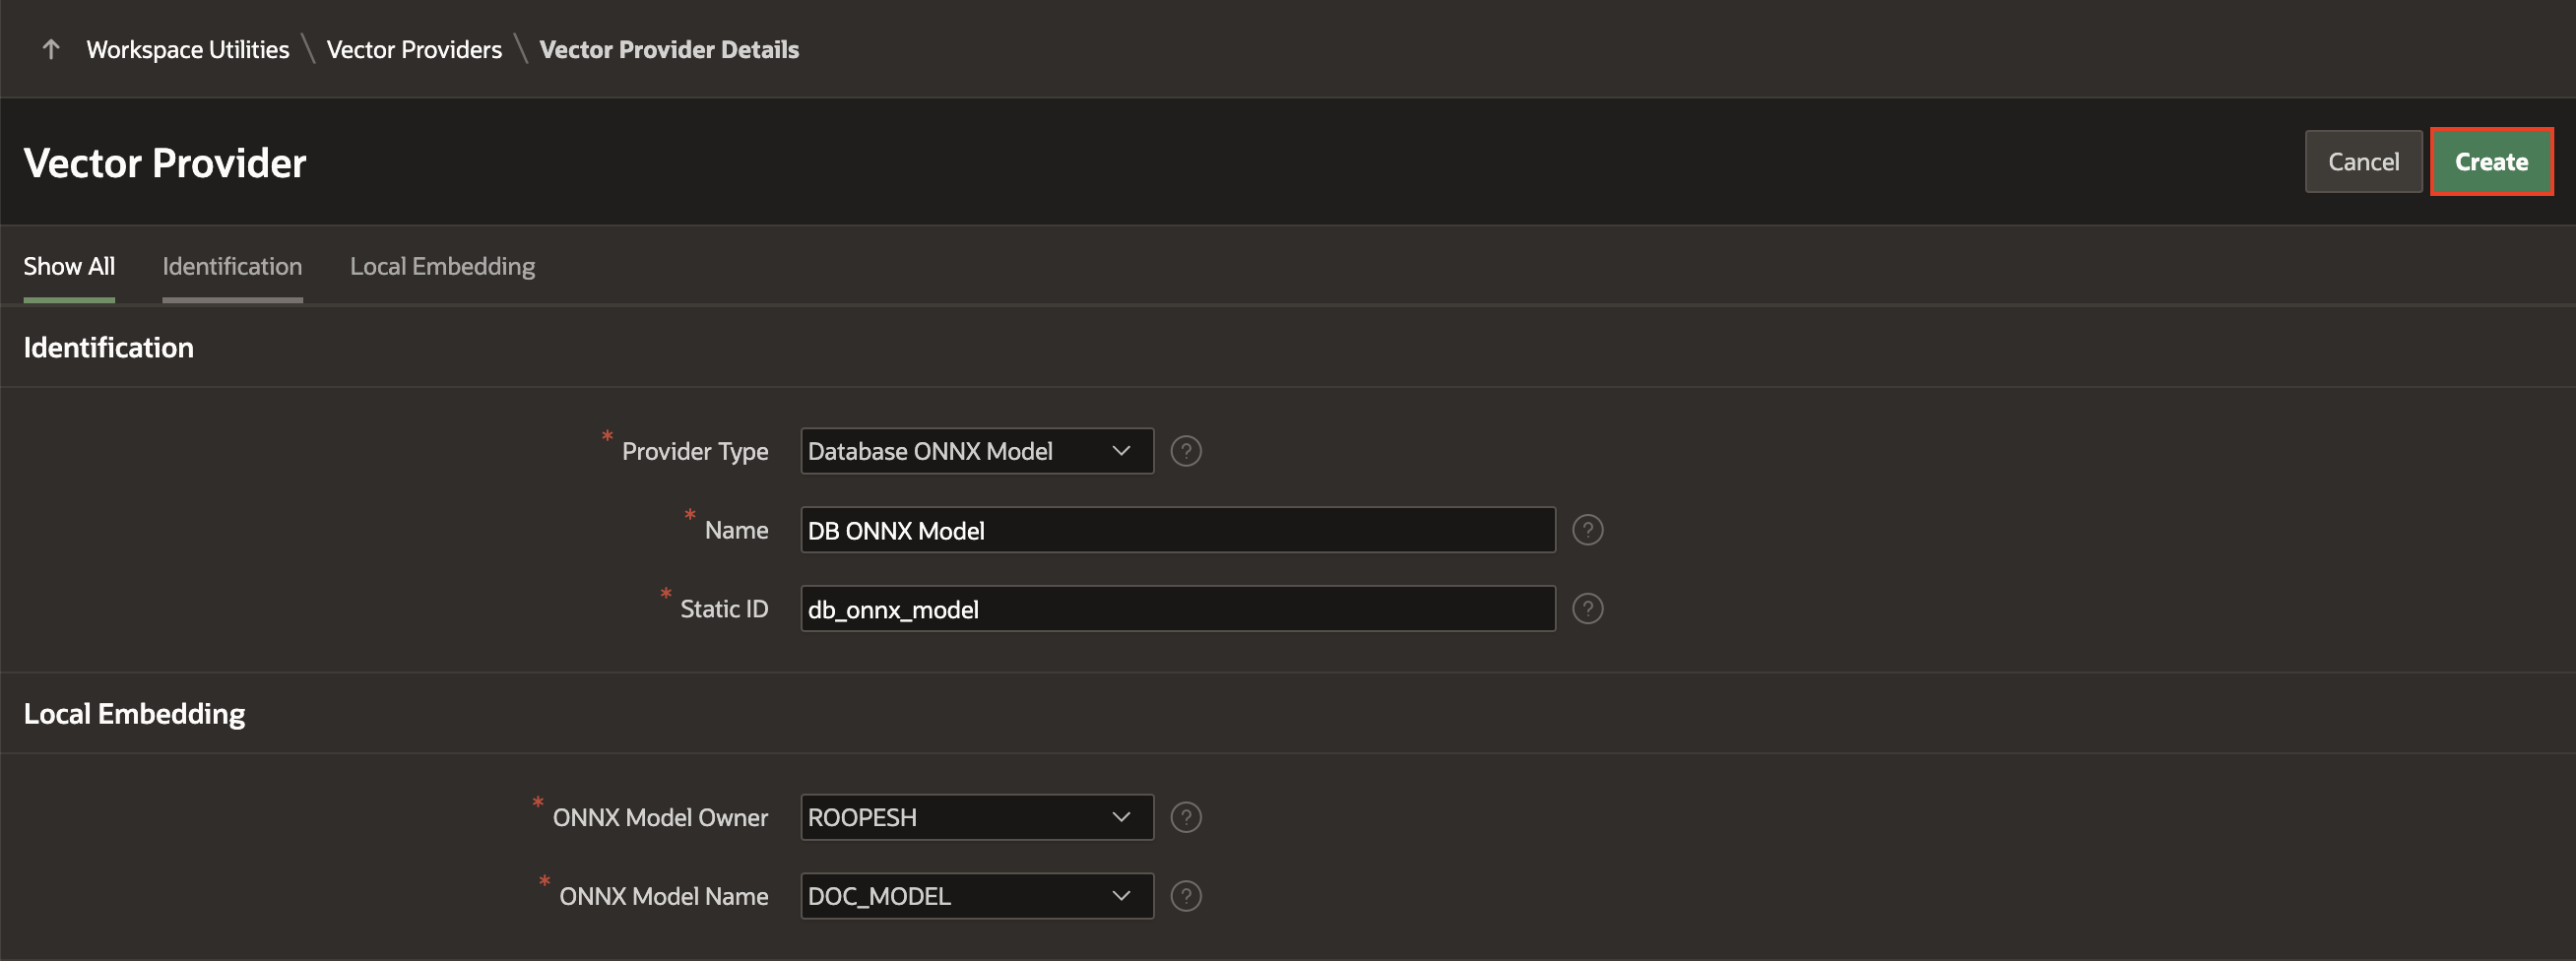 Workspace Utilities \ Vector Providers \ Vector Provider Details
Vector Provider
Cancel
Create
Show All Identification Local Embedding
Identification
* Provider Type Database ONNX Model ?
* Name DB ONNX Model ?
* Static ID db_onnx_model ?
Local Embedding
* ONNX Model Owner ROOPESH ?
* ONNX Model Name DOC_MODEL ?